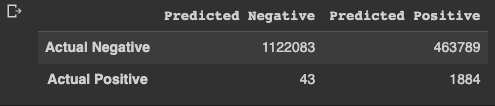 Predicted Negative Predicted Positive
Actual Negative 1122083 463789
Actual Positive 43 1884